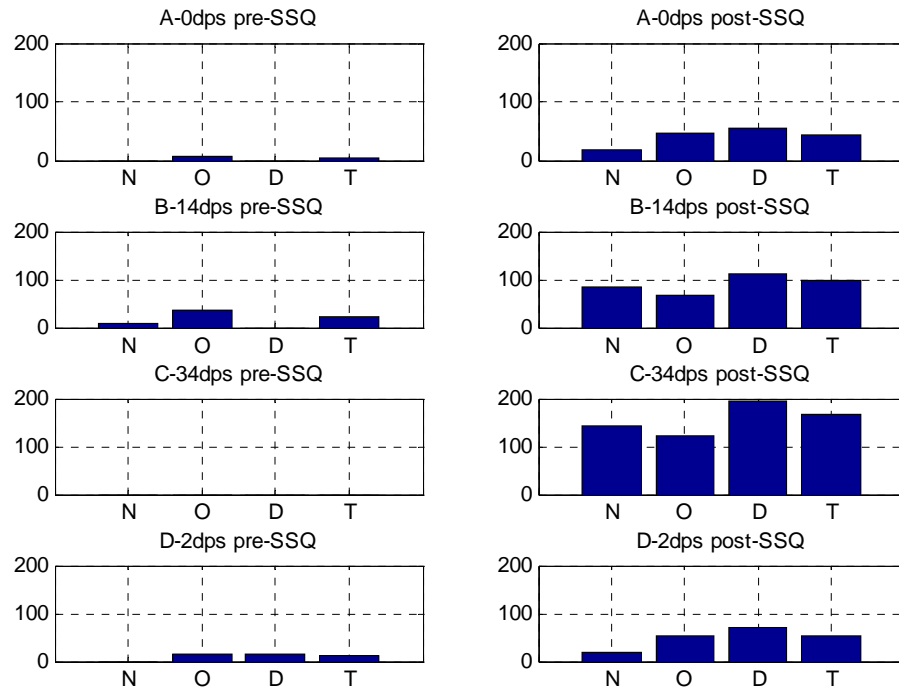 A-0dps pre-SSQ
200
100
0
N O D T
A-0dps post-SSQ
200
100
0
N O D T
B-14dps pre-SSQ
200
100
0
N O D T
B-14dps post-SSQ
200
100
0
N O D T
C-34dps pre-SSQ
200
100
0
N O D T
C-34dps post-SSQ
200
100
0
N O D T
D-2dps pre-SSQ
200
100
0
N O D T
D-2dps post-SSQ
200
100
0
N O D T